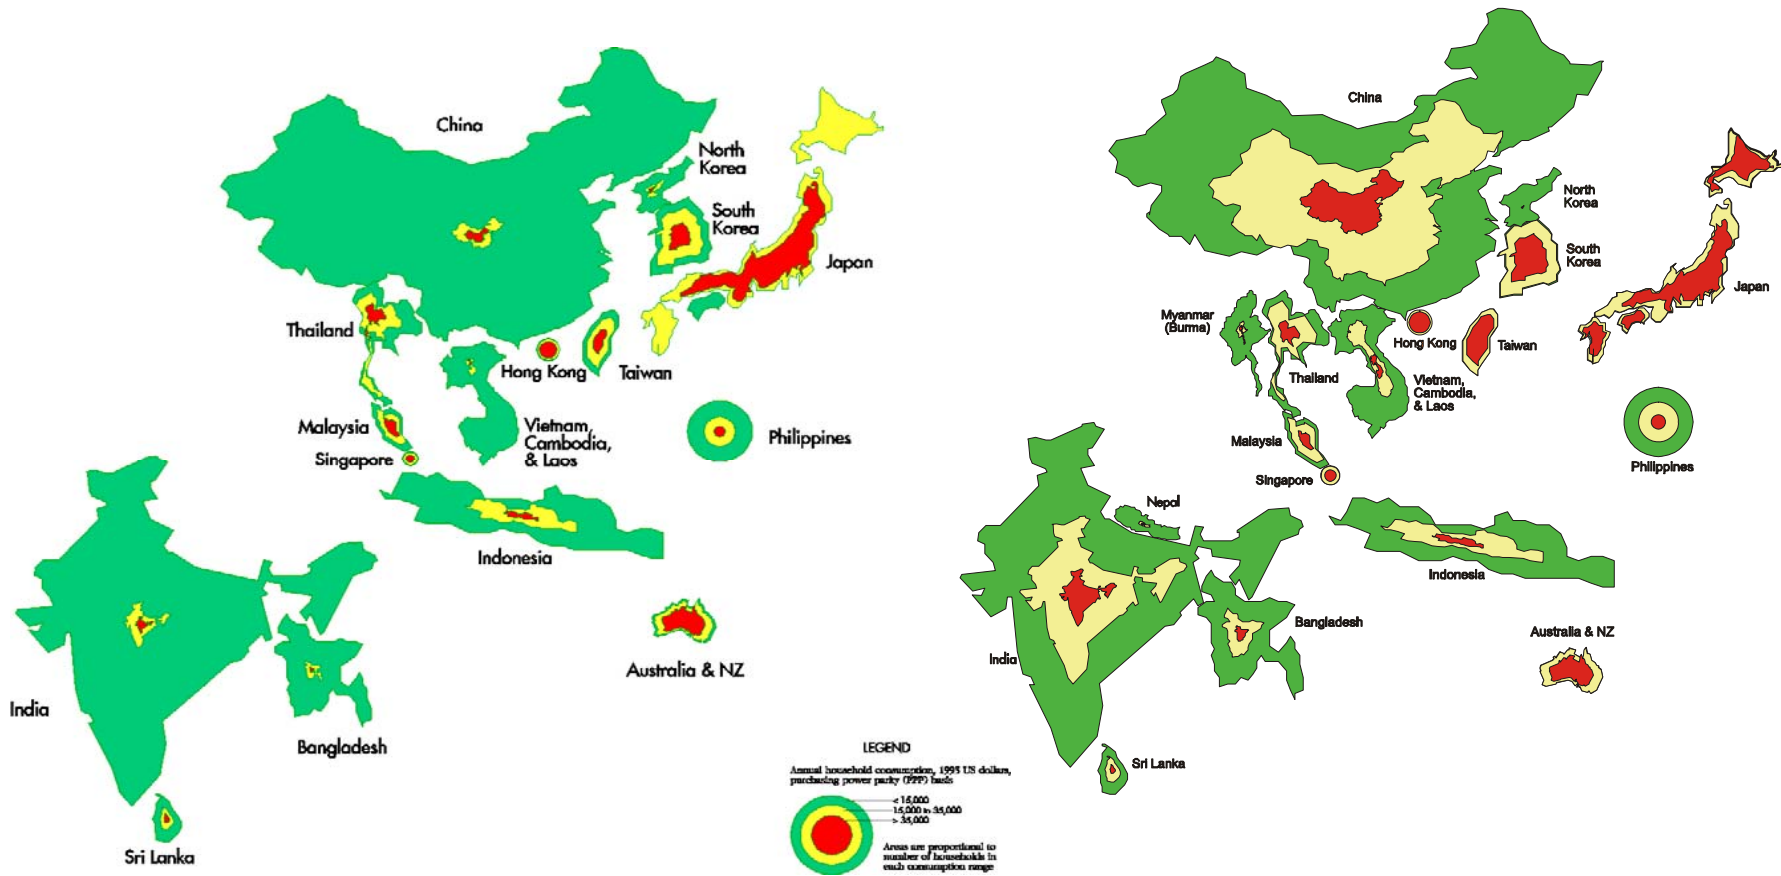 China
North
Korea
South
Korea
Japan
Thailand
Hong Kong
Taiwan
Malaysia
Singapore
Vietnam,
Cambodia,
& Laos
Philippines
Indonesia
India
Bangladesh
Sri Lanka
Australia & NZ
LEGEND
Annual household consumption, 1995 US dollars,
purchasing power parity (PPP) basis
< 15,000
15,000 to 35,000
> 35,000
Areas are proportional to
number of households in
each consumption range
China
North
Korea
South
Korea
Japan
Myanmar
(Burma)
Hong Kong
Taiwan
Thailand
Vietnam,
Cambodia,
& Laos
Malaysia
Singapore
Philippines
Nepal
Indonesia
Bangladesh
Australia & NZ
India
Sri Lanka